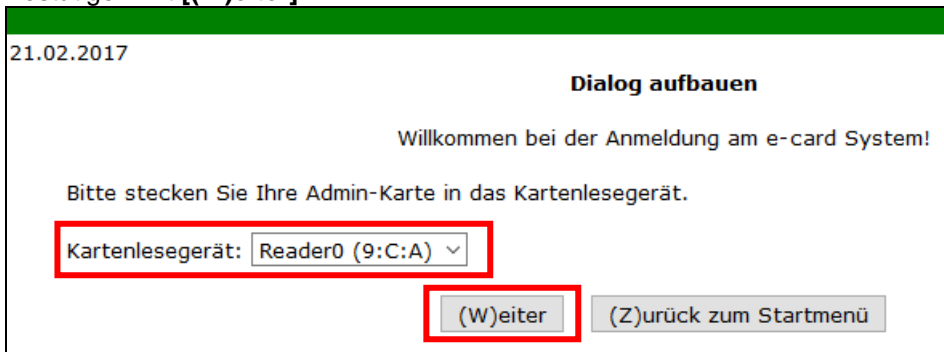 21.02.2017
Dialog aufbauen
Willkommen bei der Anmeldung am e-card System!
Bitte stecken Sie Ihre Admin-Karte in das Kartenlesegerät.
Kartenlesegerät: Reader0 (9:C:A)
(W)eiter (Z)urück zum Startmenü